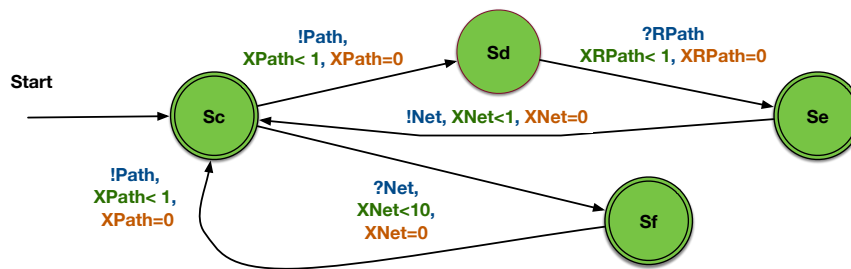 !Path,
XPath< 1, XPath=0
Sd
?RPath
XRPath< 1, XRPath=0
Start
Sc
!Net, XNet<1, XNet=0
Se
!Path,
XPath< 1,
XPath=0
?Net,
XNet<10,
XNet=0
Sf